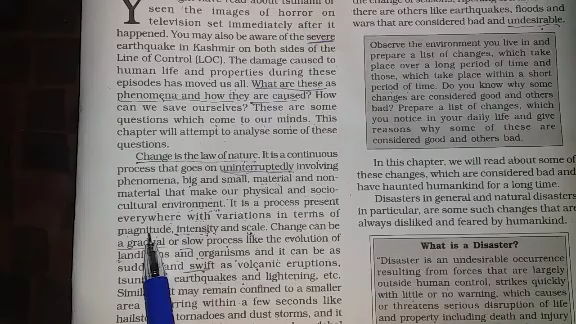 have read about tsunami or
Y seen the images of horror on
television set immediately after it
happened. You may also be aware of the severe
earthquake in Kashmir on both sides of the
Line of Control (LOC). The damage caused to
human life and properties during these
episodes has moved us all. What are these as
phenomena and how they are caused? How
can we save ourselves? These are some
questions which come to our minds. This
chapter will attempt to analyse some of these
questions.
Change is the law of nature. It is a continuous
process that goes on uninterruptedly involving
phenomena, big and small, material and non-
material that make our physical and socio-
cultural environment. It is a process present
everywhere with variations in terms of
magnitude, intensity and scale. Change can be
a gradual or slow process like the evolution of
and organisms and it can be as
and swift as volcanic eruptions,
earthquakes and lightening, etc.
it may remain confined to a smaller
area within a few seconds like
tornadoes and dust storms, and it
there are others like earthquakes, floods and
wars that are considered bad and undesirable.
Observe the environment you live in and
prepare a list of changes, which take
place over a long period of time and
those, which take place within a short
period of time. Do you know why some
changes are considered good and others
bad? Prepare a list of changes, which
you notice in your daily life and give
reasons why some of these are
considered good and others bad.
In this chapter, we will read about some of
these changes, which are considered bad and
have haunted humankind for a long time.
Disasters in general and natural disasters
in particular, are some such changes that are
always disliked and feared by humankind.
What is a Disaster?
"Disaster is an undesirable occurrence
resulting from forces that are largely
outside human control, strikes quickly
with little or no warning, which causes
or threatens serious disruption of life
and property including death and injury